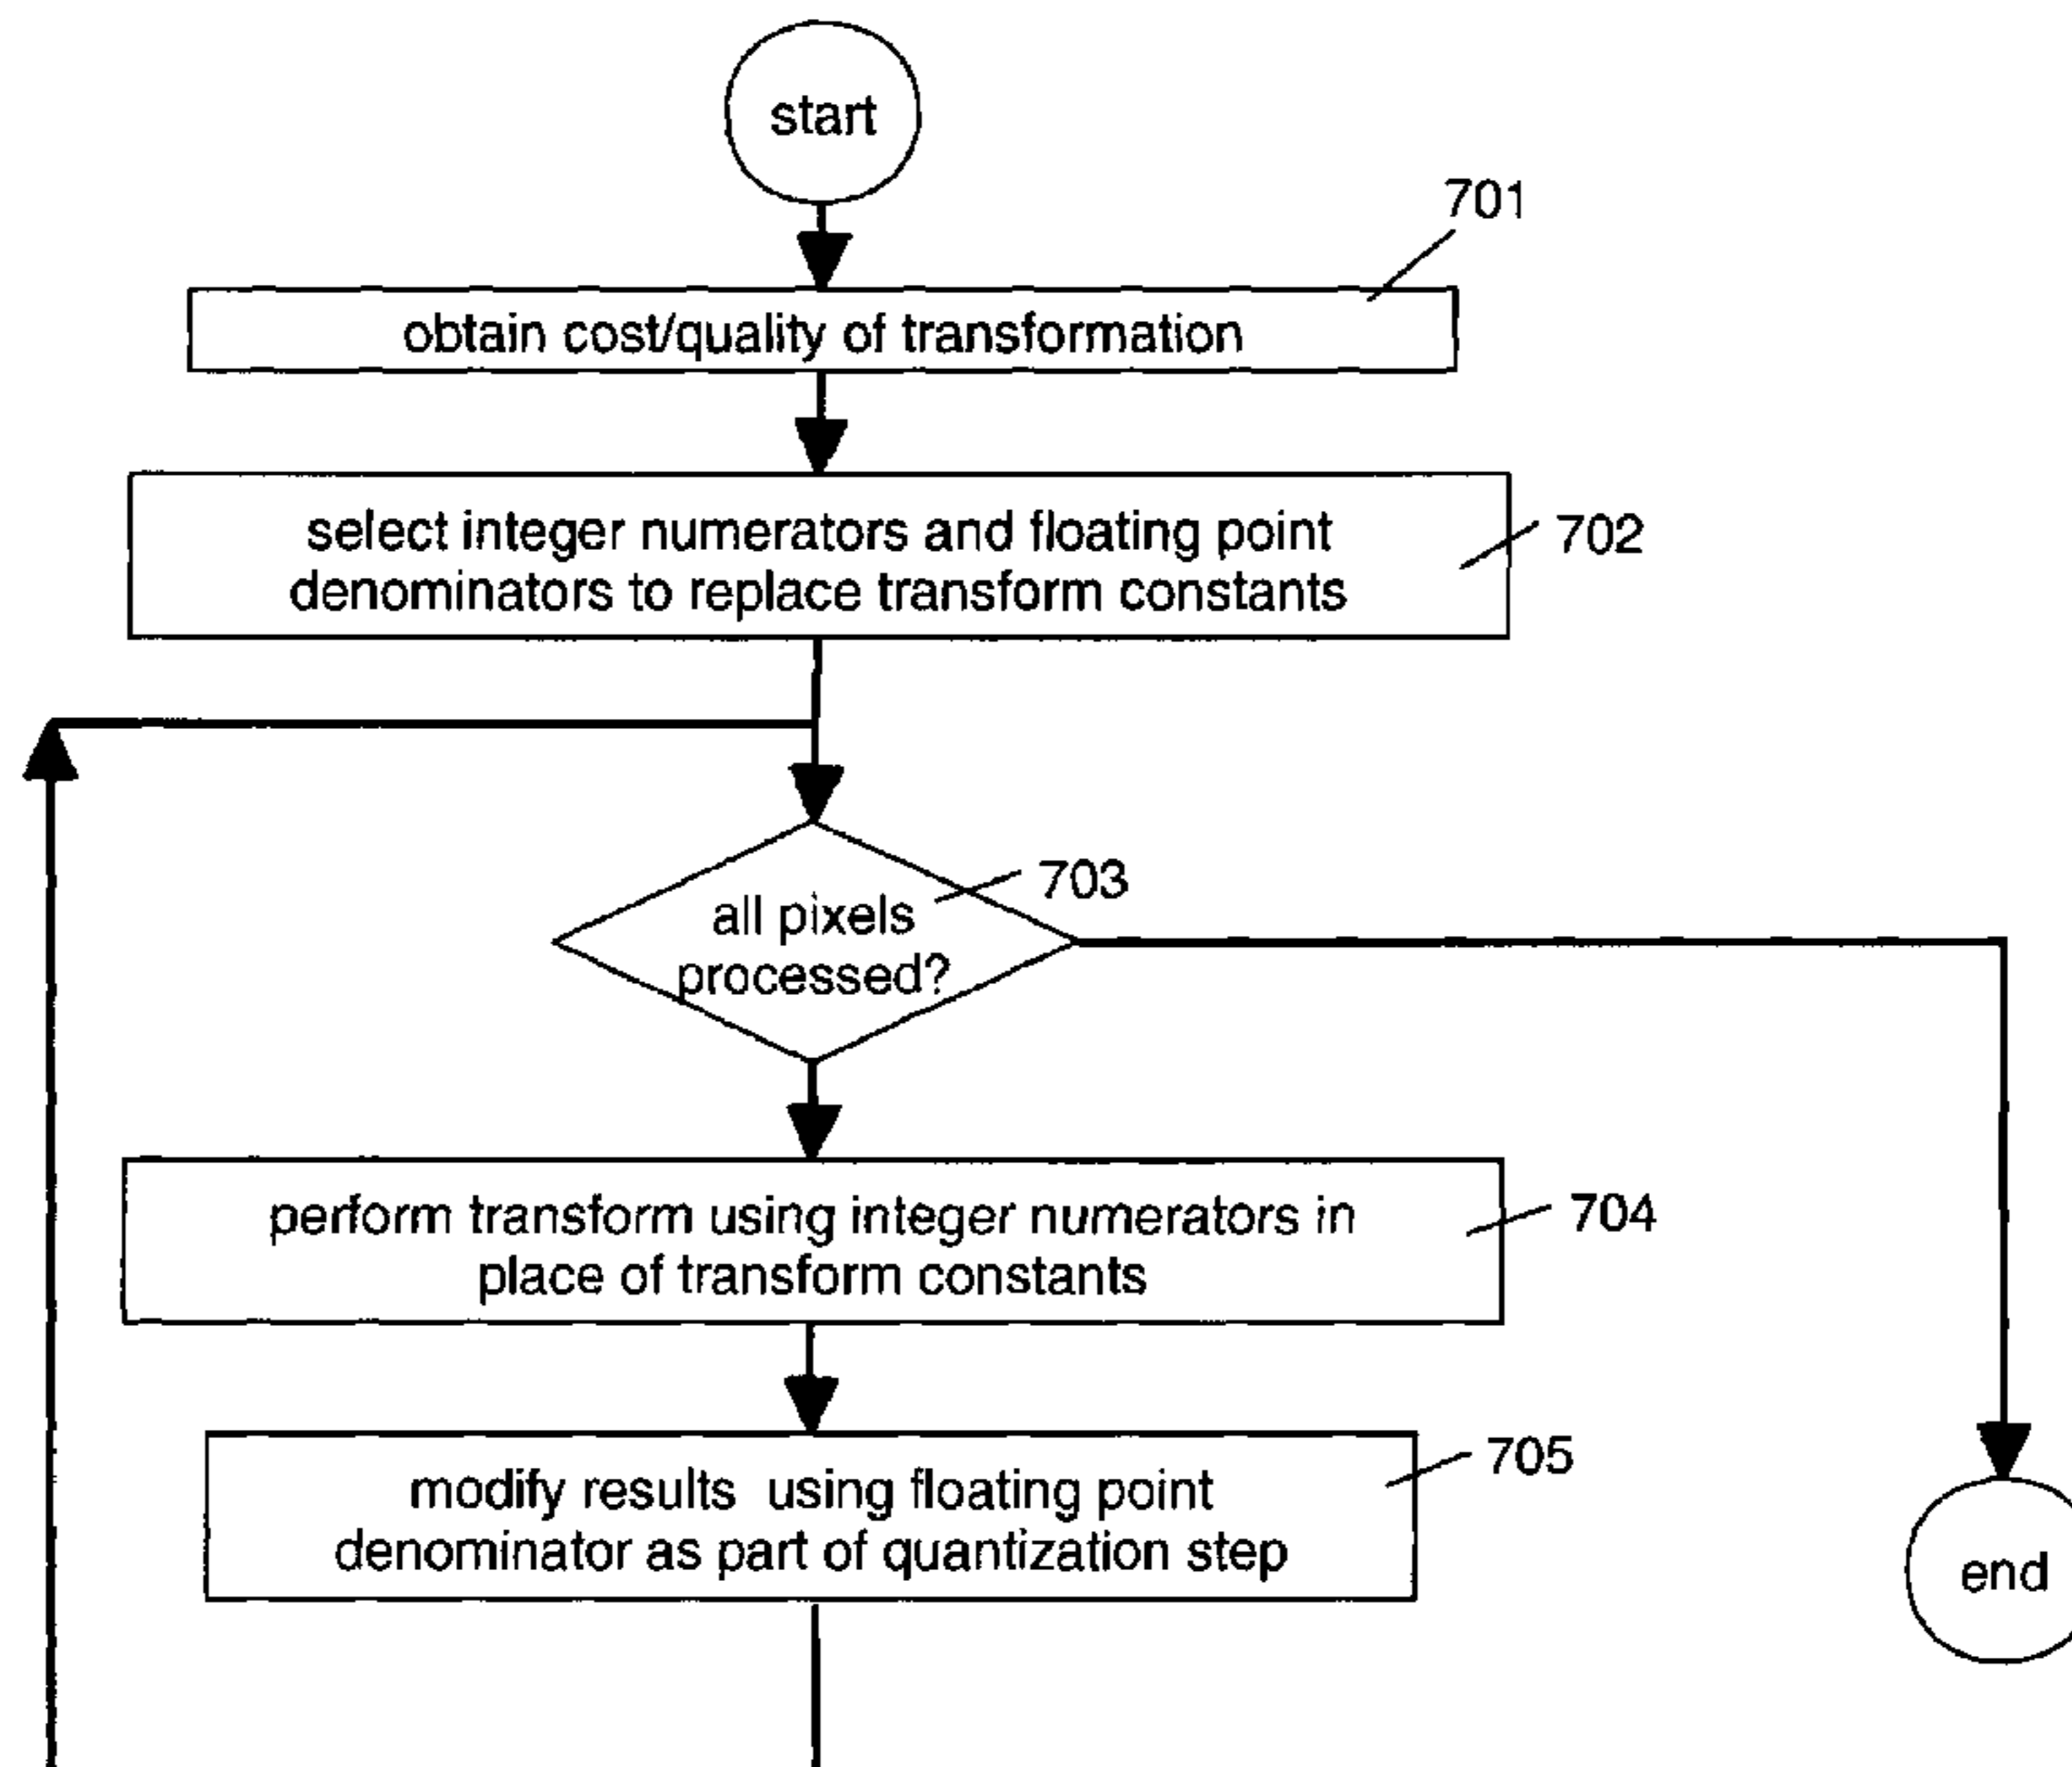 start
701
obtain cost/quality of transformation
select integer numerators and floating point
denominators to replace transform constants
702
703
all pixels
processed?
perform transform using integer numerators in
place of transform constants
704
705
modify results using floating point
denominator as part of quantization step
end